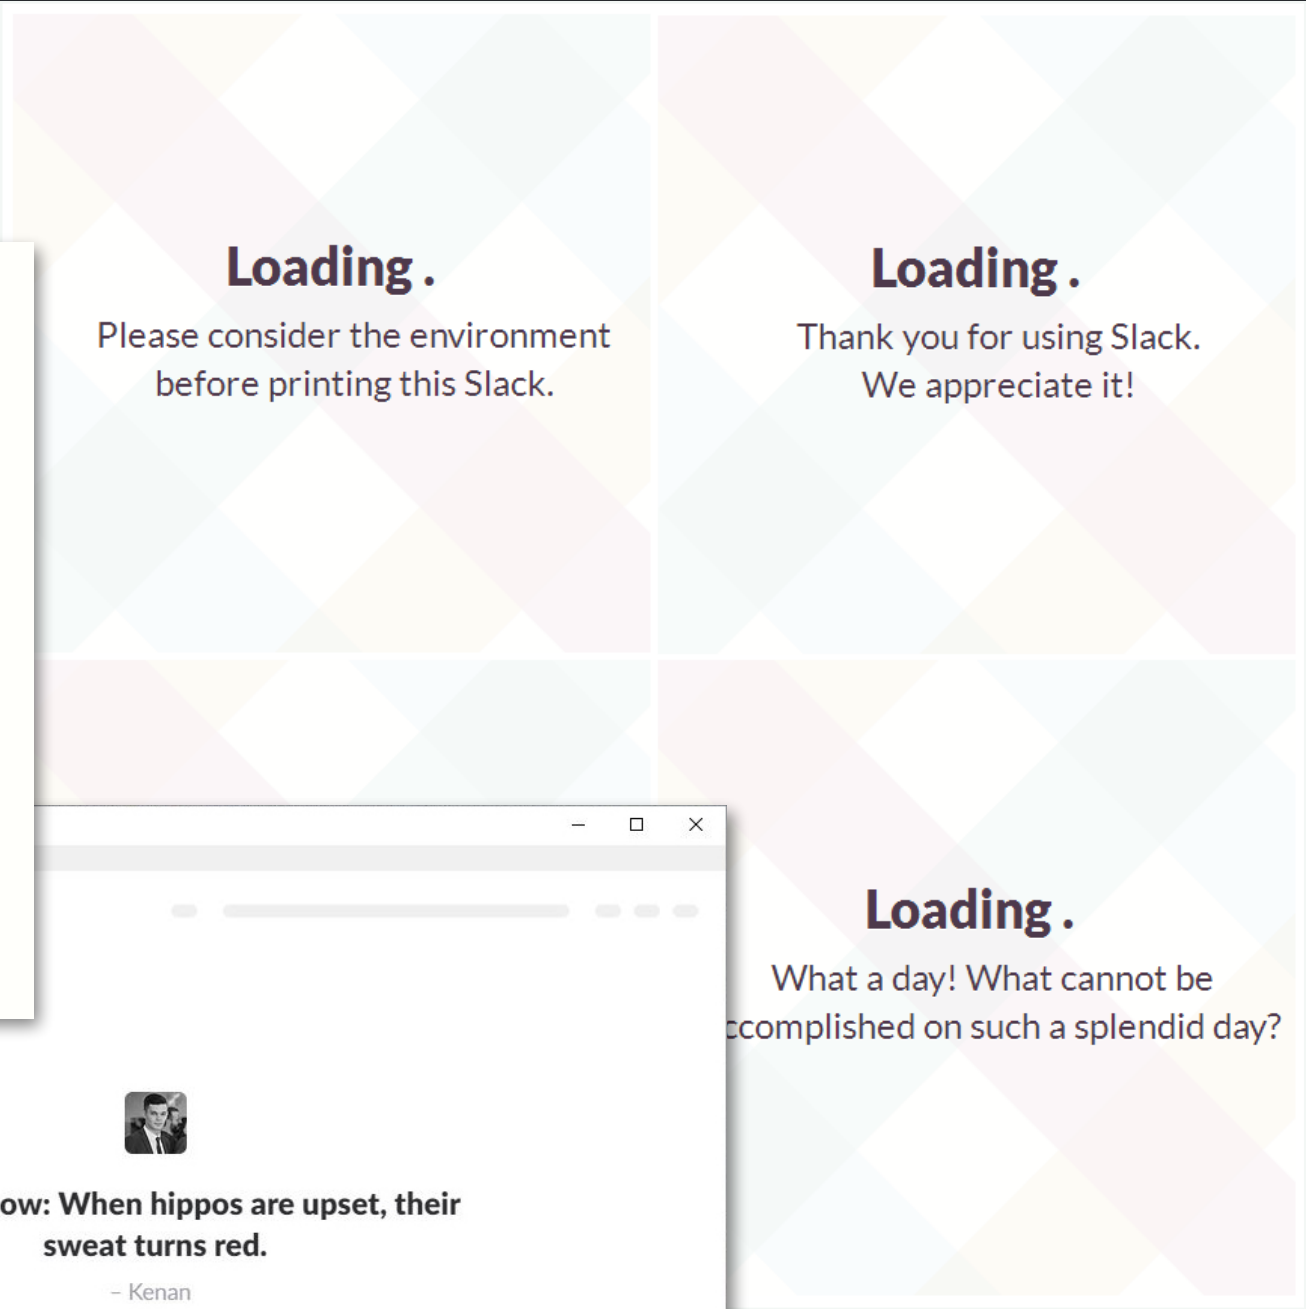 Loading .
Please consider the environment
before printing this Slack.
Loading .
Thank you for using Slack.
We appreciate it!
Loading .
What a day! What cannot be
ccomplished on such a splendid day?
ow: When hippos are upset, their
sweat turns red.
– Kenan